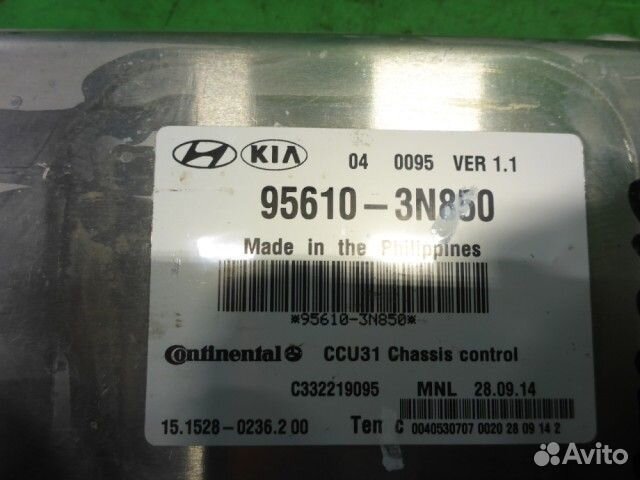 HYUNDAI KIA 04 0095 VER 1.1
95610-3N850
Made in the Philippines
*95610-3N850*
Continental CCU31 Chassis control
C332219095 MNL 28.09.14
15.1528-0236.2 00 Tem c 0040530707 0020 28 09 14 2
Avito